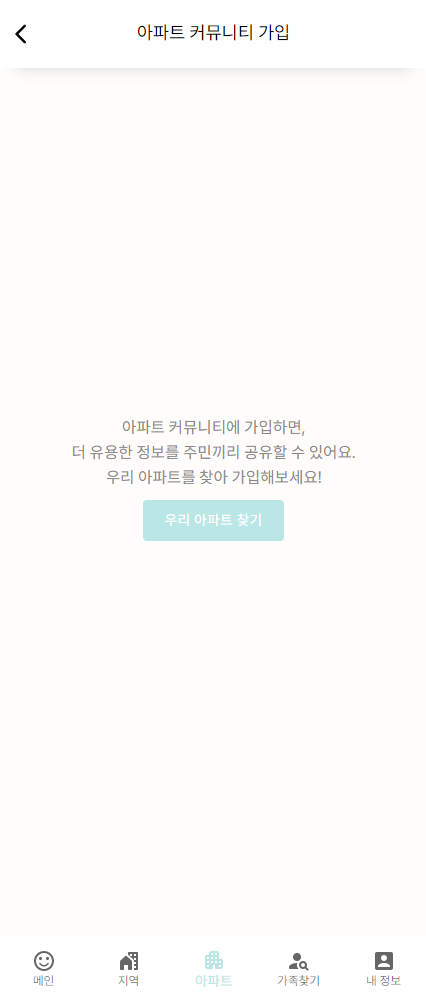 아파트 커뮤니티 가입
아파트 커뮤니티에 가입하면,
더 유용한 정보를 주민끼리 공유할 수 있어요.
우리 아파트를 찾아 가입해보세요!
우리 아파트 찾기
메인 지역 아파트 가족찾기 내 정보